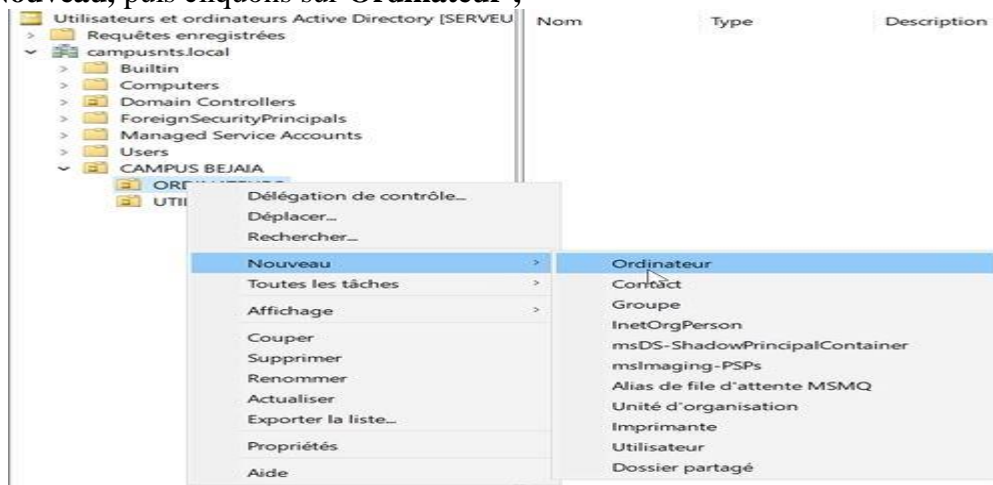 puis cliquons sur Ordinateur ,
Utilisateurs et ordinateurs Active Directory [SERVEU
Nom Type Description
Requêtes enregistrées
campusnts.local
Builtin
Computers
Domain Controllers
ForeignSecurityPrincipals
Managed Service Accounts
Users
CAMPUS BEJAIA
Délégation de contrôle...
Déplacer...
Rechercher...
Nouveau
Toutes les tâches
Affichage
Couper
Supprimer
Renommer
Actualiser
Exporter la liste...
Propriétés
Aide
Ordinateur
Contact
Groupe
InetOrgPerson
msDS-ShadowPrincipalContainer
msImaging-PSPs
Alias de file d'attente MSMQ
Unité d'organisation
Imprimante
Utilisateur
Dossier partagé